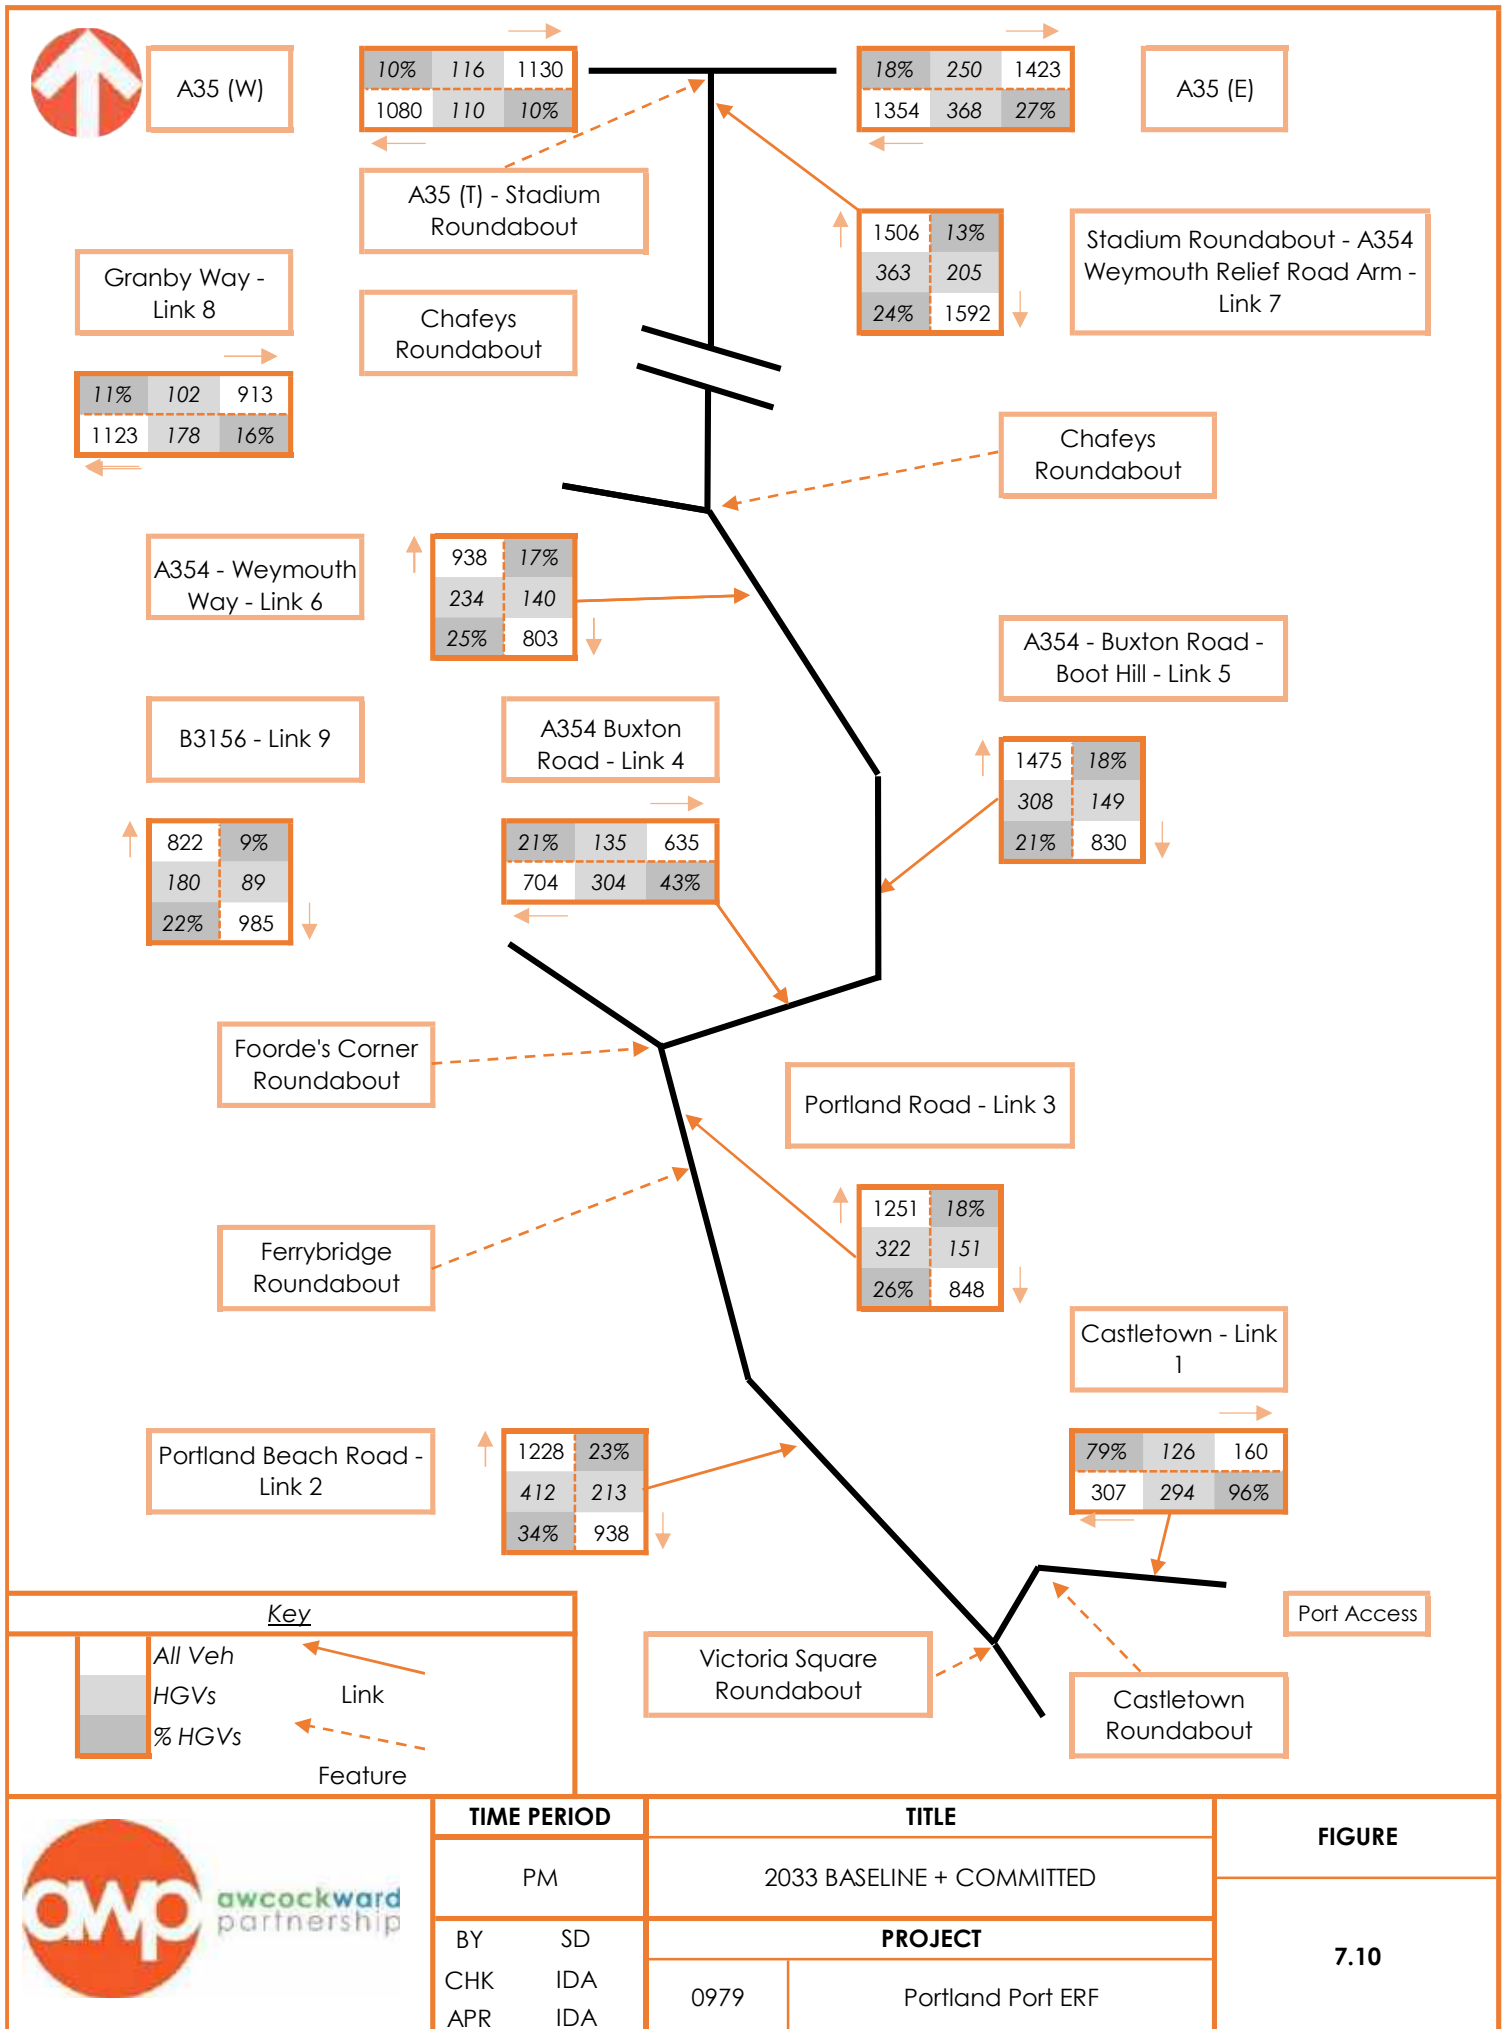 A35 (W)
10% 116 1130
1080 110 10%
18% 250 1423
1354 368 27%
A35 (E)
A35 (T) - Stadium
Roundabout
1506 13%
363 205
24% 1592
Stadium Roundabout - A354
Weymouth Relief Road Arm -
Link 7
Granby Way -
Link 8
Chafeys
Roundabout
11% 102 913
1123 178 16%
Chafeys
Roundabout
A354 - Weymouth
Way - Link 6
938 17%
234 140
25% 803
A354 - Buxton Road -
Boot Hill - Link 5
B3156 - Link 9
A354 Buxton
Road - Link 4
1475 18%
308 149
21% 830
822 9%
180 89
22% 985
21% 135 635
704 304 43%
Foorde's Corner
Roundabout
Portland Road - Link 3
1251 18%
322 151
26% 848
Ferrybridge
Roundabout
Castletown - Link
1
Portland Beach Road -
Link 2
1228 23%
412 213
34% 938
79% 126 160
307 294 96%
Port Access
Key
All Veh
HGVs
% HGVs
Link
Feature
Victoria Square
Roundabout
Castletown
Roundabout
awp
awcockward
partnership
TIME PERIOD
PM
BY SD
CHK IDA
APR IDA
TITLE
2033 BASELINE + COMMITTED
PROJECT
0979 Portland Port ERF
FIGURE
7.10